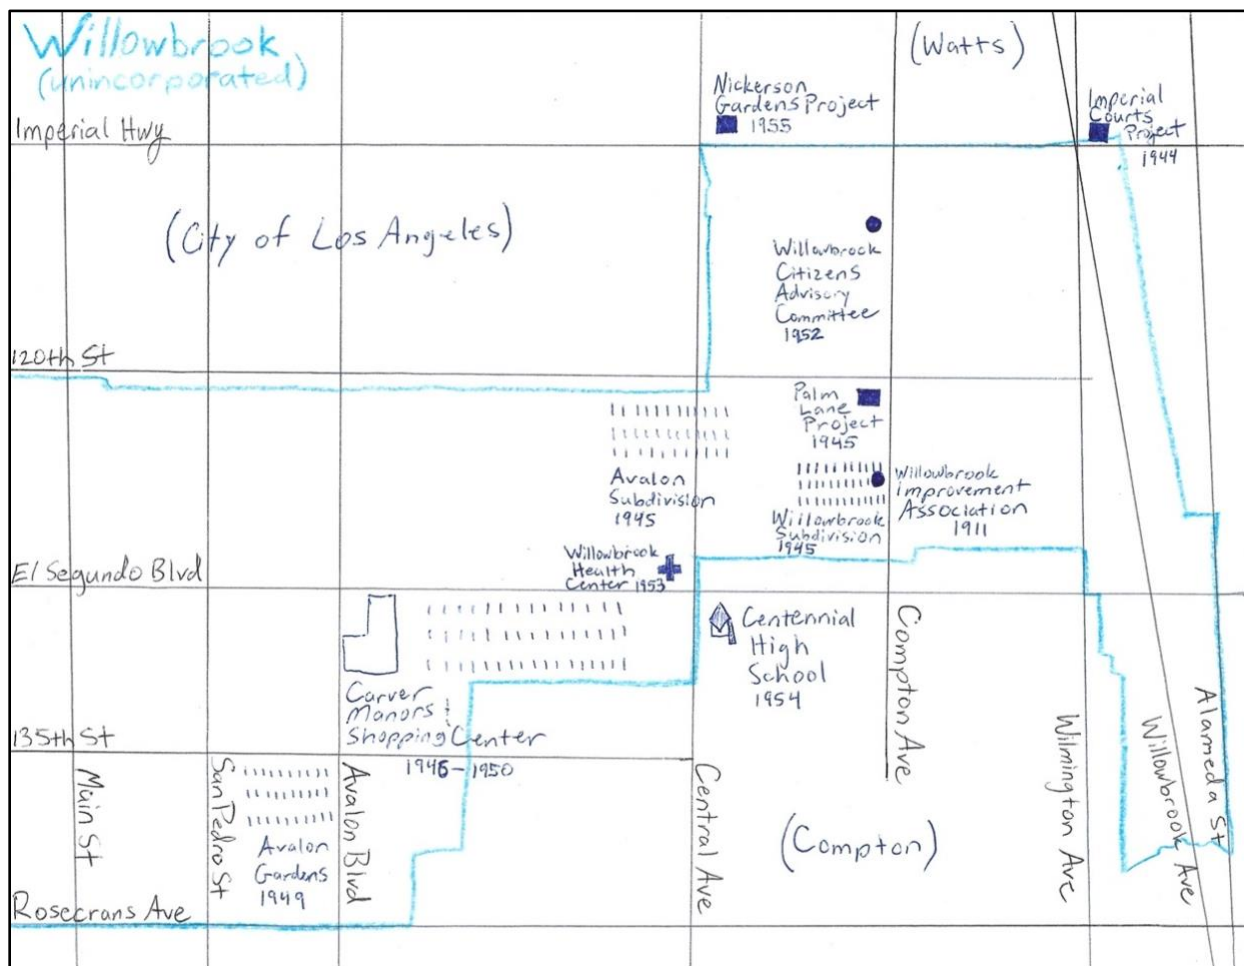 Willowbrook
(unincorporated)
(Watts)
Nickerson
Gardens Project
1955
Imperial
Courts
Project
1944
Imperial Hwy
(City of Los Angeles)
Willowbrook
Citizens
Advisory
Committee
1952
120th St
Palm
Lane
Project
1945
Avalon
Subdivision
1945
Willowbrook
Improvement
Association
1911
Willowbrook
Subdivision
1945
Willowbrook
Health
Center 1953
El Segundo Blvd
Centennial
High
School
1954
Compton Ave
Carver
Manors &
Shopping Center
1946-1950
135th St
Main St
San Pedro St
Avalon Blvd
Central Ave
Wilmington Ave
Willowbrook Ave
Alameda St
Avalon
Gardens
1949
(Compton)
Rosecrans Ave